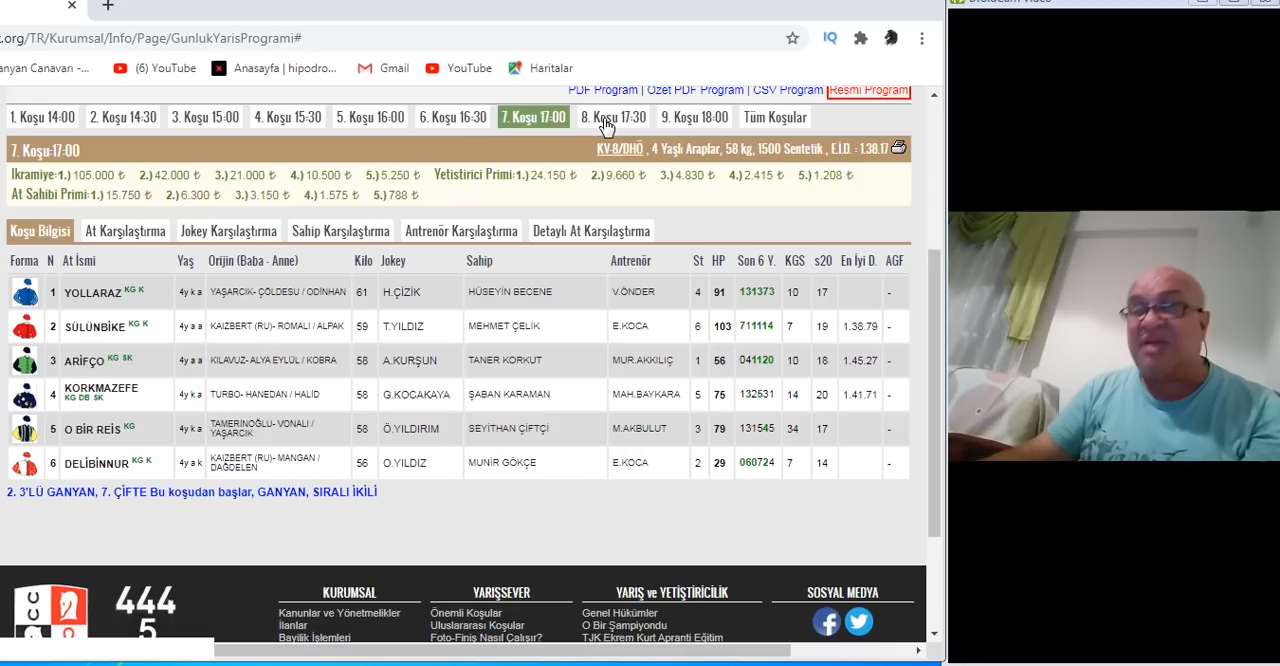 DroidCam Video
.org/TR/Kurumsal/Info/Page/GunlukYarisProgrami#
IQ
anyan Canavarı -... (6) YouTube Anasayfa | hipodro... Gmail YouTube Haritalar
PDF Program | Özet PDF Program | CSV Program Resmi Program
1. Koşu 14:00 2. Koşu 14:30 3. Koşu 15:00 4. Koşu 15:30 5. Koşu 16:00 6. Koşu 16:30 7. Koşu 17:00 8. Koşu 17:30 9. Koşu 18:00 Tüm Koşular
7. Koşu:17:00 KV-8/DHÖ , 4 Yaşlı Araplar, 58 kg, 1500 Sentetik , E.İ.D. : 1.38.17
İkramiye:1.) 105.000 ₺ 2.) 42.000 ₺ 3.) 21.000 ₺ 4.) 10.500 ₺ 5.) 5.250 ₺ Yetistirici Primi:1.) 24.150 ₺ 2.) 9.660 ₺ 3.) 4.830 ₺ 4.) 2.415 ₺ 5.) 1.208 ₺
At Sahibi Primi:1.) 15.750 ₺ 2.) 6.300 ₺ 3.) 3.150 ₺ 4.) 1.575 ₺ 5.) 788 ₺
Koşu Bilgisi At Karşılaştırma Jokey Karşılaştırma Sahip Karşılaştırma Antrenör Karşılaştırma Detaylı At Karşılaştırma
Forma N At İsmi Yaş Orijin (Baba - Anne) Kilo Jokey Sahip Antrenör St HP Son 6 Y. KGS s20 En İyi D. AGF
1 YOLLARAZ KG K 4y k a YAŞARCIK- ÇÖLDESU / ODİNHAN 61 H.ÇİZİK HÜSEYİN BECENE V.ÖNDER 4 91 131373 10 17 -
2 SÜLÜNBİKE KG K 4y a a KAIZBERT (RU)- ROMALI / ALPAK 59 T.YILDIZ MEHMET ÇELİK E.KOCA 6 103 711114 7 19 1.38.79 -
3 ARİFÇO KG SK 4y a a KILAVUZ- ALYA EYLÜL / KOBRA 58 A.KURŞUN TANER KORKUT MUR.AKKILIÇ 1 56 041120 10 18 1.45.27 -
4 KORKMAZEFE KG DB SK 4y k a TURBO- HANEDAN / HALİD 58 G.KOCAKAYA ŞABAN KARAMAN MAH.BAYKARA 5 75 132531 14 20 1.41.71 -
5 O BİR REİS KG 4y k a TAMERİNOĞLU- VONALI / YAŞARCIK 58 Ö.YILDIRIM SEYİTHAN ÇİFTÇİ M.AKBULUT 3 79 131545 34 17 -
6 DELİBİNNUR KG K 4y a k KAIZBERT (RU)- MANGAN / DAĞDELEN 56 O.YILDIZ MUNİR GÖKÇE E.KOCA 2 29 060724 7 14 -
2. 3'LÜ GANYAN, 7. ÇİFTE Bu koşudan başlar, GANYAN, SIRALI İKİLİ
444
5
KURUMSAL YARIŞSEVER YARIŞ ve YETİŞTİRİCİLİK SOSYAL MEDYA
Kanunlar ve Yönetmelikler Önemli Koşular Genel Hükümler
İlanlar Uluslararası Koşular O Bir Şampiyondu
Bayilik İşlemleri Foto-Finiş Nasıl Çalışır? TJK Ekrem Kurt Apranti Eğitim